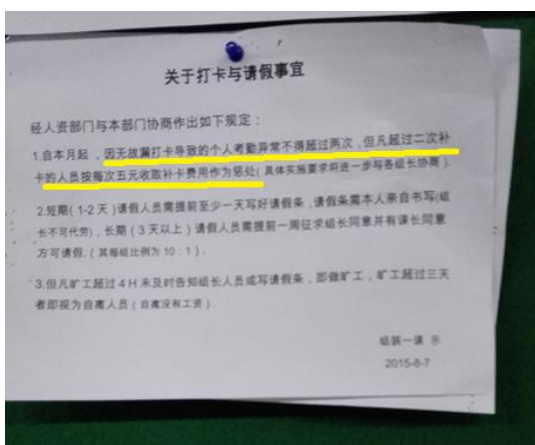 关于打卡与请假事宜
经人资部门与本部门协商作出如下规定：
1.自本月起，因无故漏打卡导致的个人考勤异常不得超过两次，但凡超过二次补
卡的人员按每次五元收取补卡费用作为惩处(具体实施要求将进一步与各组长协商).
2.短期(1-2天)请假人员需提前至少一天写好请假条，请假条需本人亲自书写(组
长不可代劳)，长期(3天以上)请假人员需提前一周征求组长同意并有课长同意
方可请假.(其每组比例为10:1).
3.但凡旷工超过4H未及时告知组长人员或写请假条，即做旷工，旷工超过三天
者即视为自离人员(自离没有工资).
组装一课 示
2015-8-7